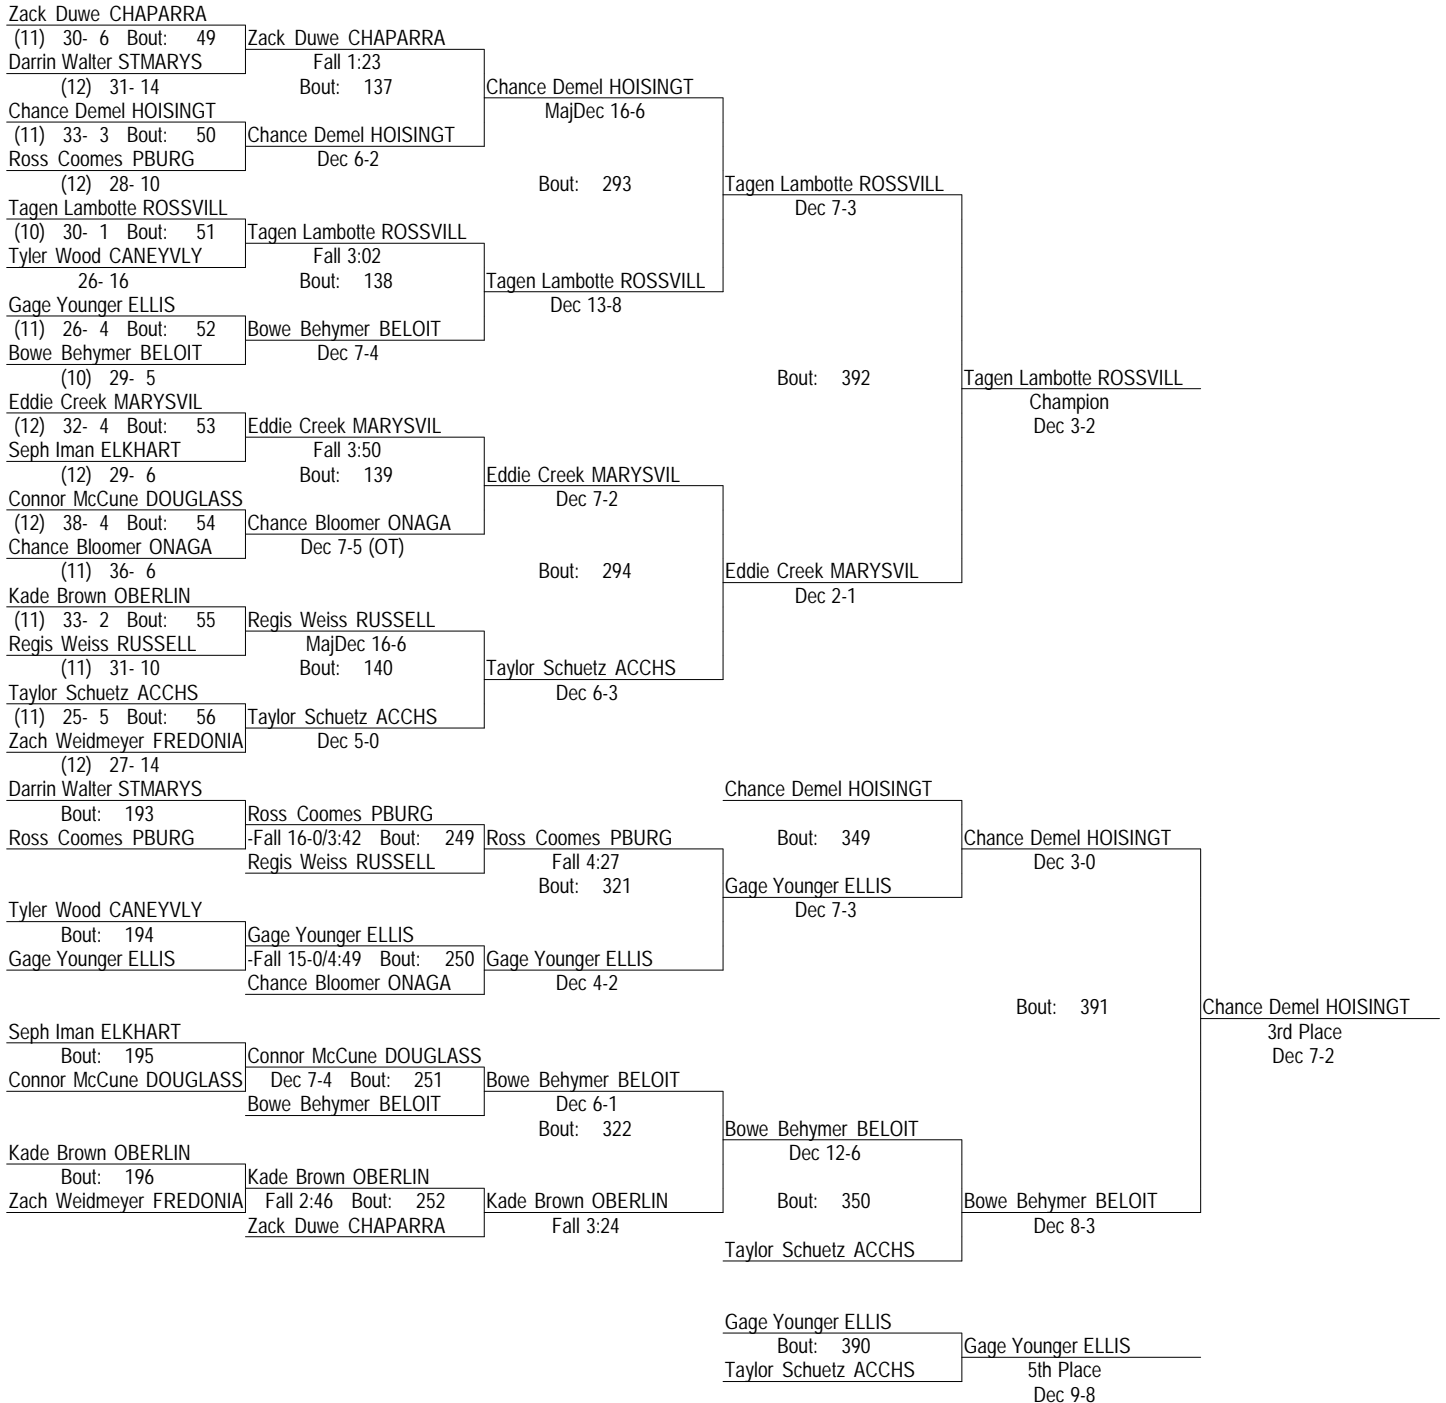 Zack Duwe CHAPARRA
(11) 30- 6 Bout: 49 Zack Duwe CHAPARRA
Darrin Walter STMARYS Fall 1:23
(12) 31- 14 Bout: 137 Chance Demel HOISINGT
Chance Demel HOISINGT MajDec 16-6
(11) 33- 3 Bout: 50 Chance Demel HOISINGT
Ross Coomes PBURG Dec 6-2
(12) 28- 10 Bout: 293 Tagen Lambotte ROSSVILL
Tagen Lambotte ROSSVILL Dec 7-3
(10) 30- 1 Bout: 51 Tagen Lambotte ROSSVILL
Tyler Wood CANEYVLY Fall 3:02
26- 16 Bout: 138 Tagen Lambotte ROSSVILL
Gage Younger ELLIS Dec 13-8
(11) 26- 4 Bout: 52 Bowe Behymer BELOIT
Bowe Behymer BELOIT Dec 7-4
(10) 29- 5 Bout: 392 Tagen Lambotte ROSSVILL
Eddie Creek MARYSVIL Champion
(12) 32- 4 Bout: 53 Eddie Creek MARYSVIL Dec 3-2
Seph Iman ELKHART Fall 3:50
(12) 29- 6 Bout: 139 Eddie Creek MARYSVIL
Connor McCune DOUGLASS Dec 7-2
(12) 38- 4 Bout: 54 Chance Bloomer ONAGA
Chance Bloomer ONAGA Dec 7-5 (OT)
(11) 36- 6 Bout: 294 Eddie Creek MARYSVIL
Kade Brown OBERLIN Dec 2-1
(11) 33- 2 Bout: 55 Regis Weiss RUSSELL
Regis Weiss RUSSELL MajDec 16-6
(11) 31- 10 Bout: 140 Taylor Schuetz ACCHS
Taylor Schuetz ACCHS Dec 6-3
(11) 25- 5 Bout: 56 Taylor Schuetz ACCHS
Zach Weidmeyer FREDONIA Dec 5-0
(12) 27- 14
Darrin Walter STMARYS Chance Demel HOISINGT
Bout: 193 Ross Coomes PBURG
Ross Coomes PBURG -Fall 16-0/3:42 Bout: 249 Ross Coomes PBURG Bout: 349 Chance Demel HOISINGT
Regis Weiss RUSSELL Fall 4:27 Dec 3-0
Bout: 321 Gage Younger ELLIS
Tyler Wood CANEYVLY Dec 7-3
Bout: 194 Gage Younger ELLIS
Gage Younger ELLIS -Fall 15-0/4:49 Bout: 250 Gage Younger ELLIS
Chance Bloomer ONAGA Dec 4-2
Bout: 391 Chance Demel HOISINGT
Seph Iman ELKHART 3rd Place
Bout: 195 Connor McCune DOUGLASS Dec 7-2
Connor McCune DOUGLASS Dec 7-4 Bout: 251 Bowe Behymer BELOIT
Bowe Behymer BELOIT Dec 6-1
Bout: 322 Bowe Behymer BELOIT
Kade Brown OBERLIN Dec 12-6
Bout: 196 Kade Brown OBERLIN
Zach Weidmeyer FREDONIA Fall 2:46 Bout: 252 Kade Brown OBERLIN Bout: 350 Bowe Behymer BELOIT
Zack Duwe CHAPARRA Fall 3:24 Dec 8-3
Taylor Schuetz ACCHS
Gage Younger ELLIS
Bout: 390 Gage Younger ELLIS
Taylor Schuetz ACCHS 5th Place
Dec 9-8